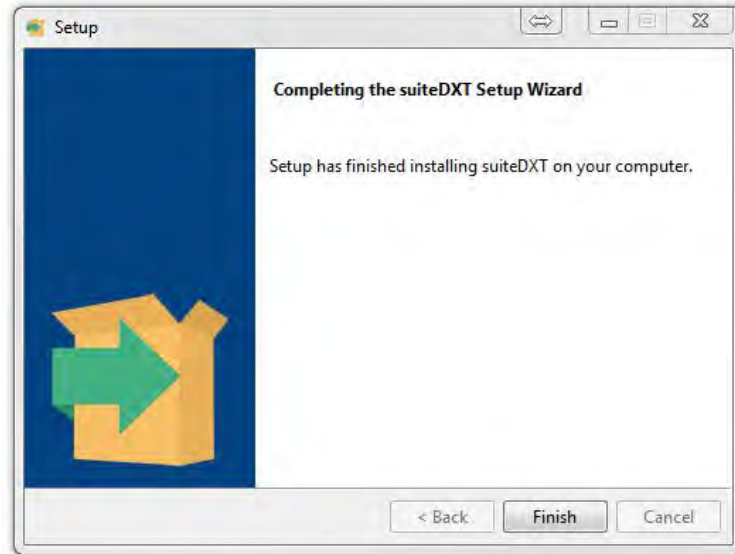 Setup
Completing the suiteDXT Setup Wizard
Setup has finished installing suiteDXT on your computer.
< Back
Finish
Cancel